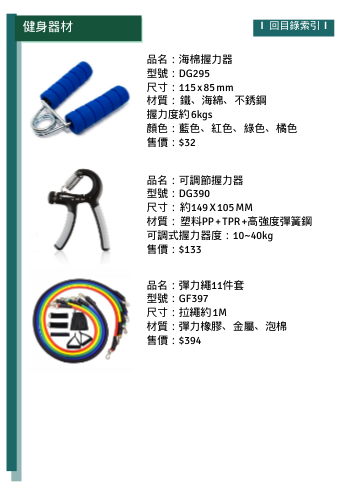 健身器材
回目錄索引
品名：海棉握力器
型號：DG295
尺寸：115 x 85 mm
材質： 鐵、海綿、不銹鋼
握力度約 6kgs
顏色：藍色、紅色、綠色、橘色
售價：$32
品名：可調節握力器
型號：DG390
尺寸： 約149 X 105 MM
材質： 塑料PP + TPR +高強度彈簧鋼
可調式握力器度：10~40kg
售價：$133
品名：彈力繩11件套
型號：GF397
尺寸：拉繩約 1M
材質：彈力橡膠、金屬、泡棉
售價：$394